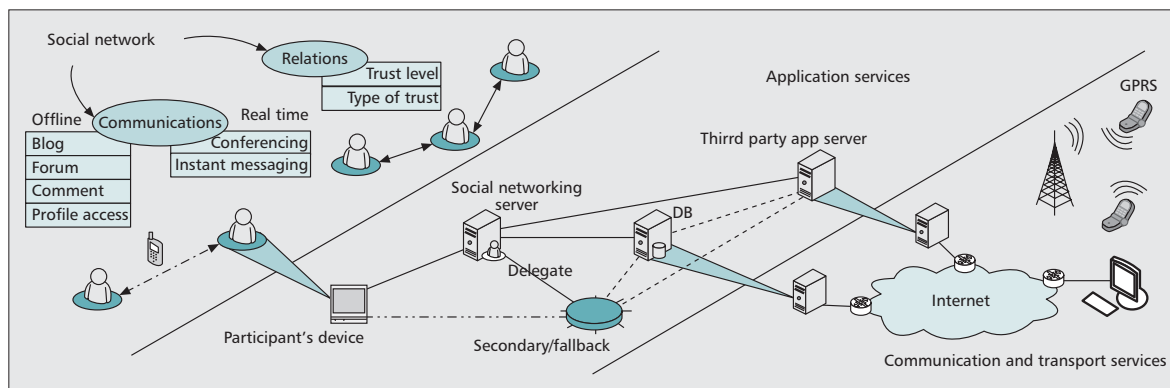 Social network
Relations
Trust level
Type of trust
Offline
Communications
Real time
Blog
Forum
Comment
Profile access
Conferencing
Instant messaging
Application services
GPRS
Thirrd party app server
Social networking
server
DB
Delegate
Internet
Participant's device
Secondary/fallback
Communication and transport services